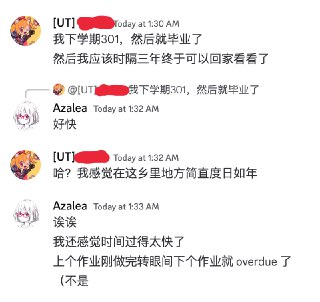 [UT] Today at 1:30 AM
我下学期301，然后就毕业了
然后我应该时隔三年终于可以回家看看了
@[UT] 我下学期301，然后就毕业了
Azalea Today at 1:32 AM
好快
[UT] Today at 1:32 AM
哈？我感觉在这乡里地方简直度日如年
Azalea Today at 1:33 AM
诶诶
我还感觉时间过得太快了
上个作业刚做完转眼间下个作业就 overdue 了
（不是